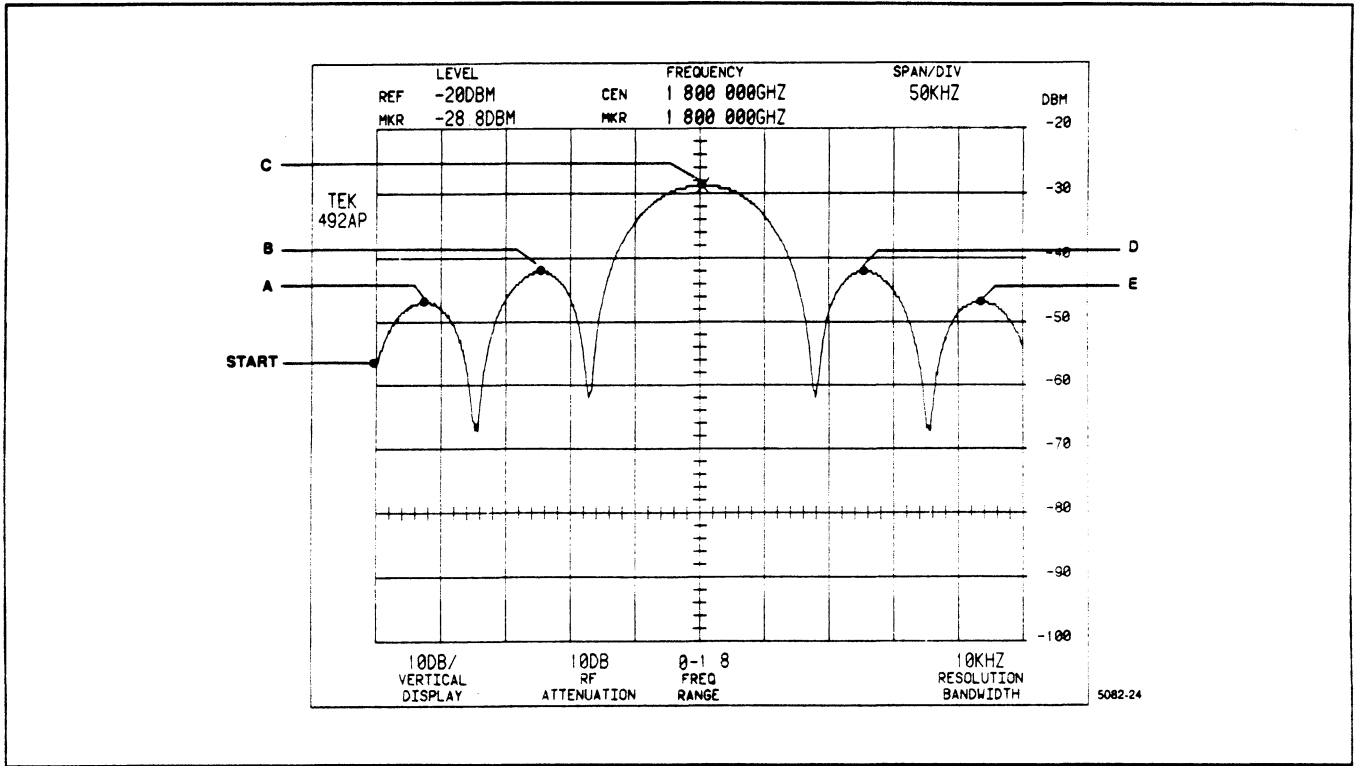 LEVEL FREQUENCY SPAN/DIV
REF -20DBM CEN 1 800 000GHZ 50KHZ DBM
MKR -28 8DBM MKR 1 800 000GHZ -20
C
-30
TEK
492AP
B D
-40
A E
-50
START
-60
-70
-80
-90
-100
10DB/ 10DB 0-1 8 10KHZ
VERTICAL RF FREQ RESOLUTION
DISPLAY ATTENUATION RANGE BANDWIDTH 5082-24